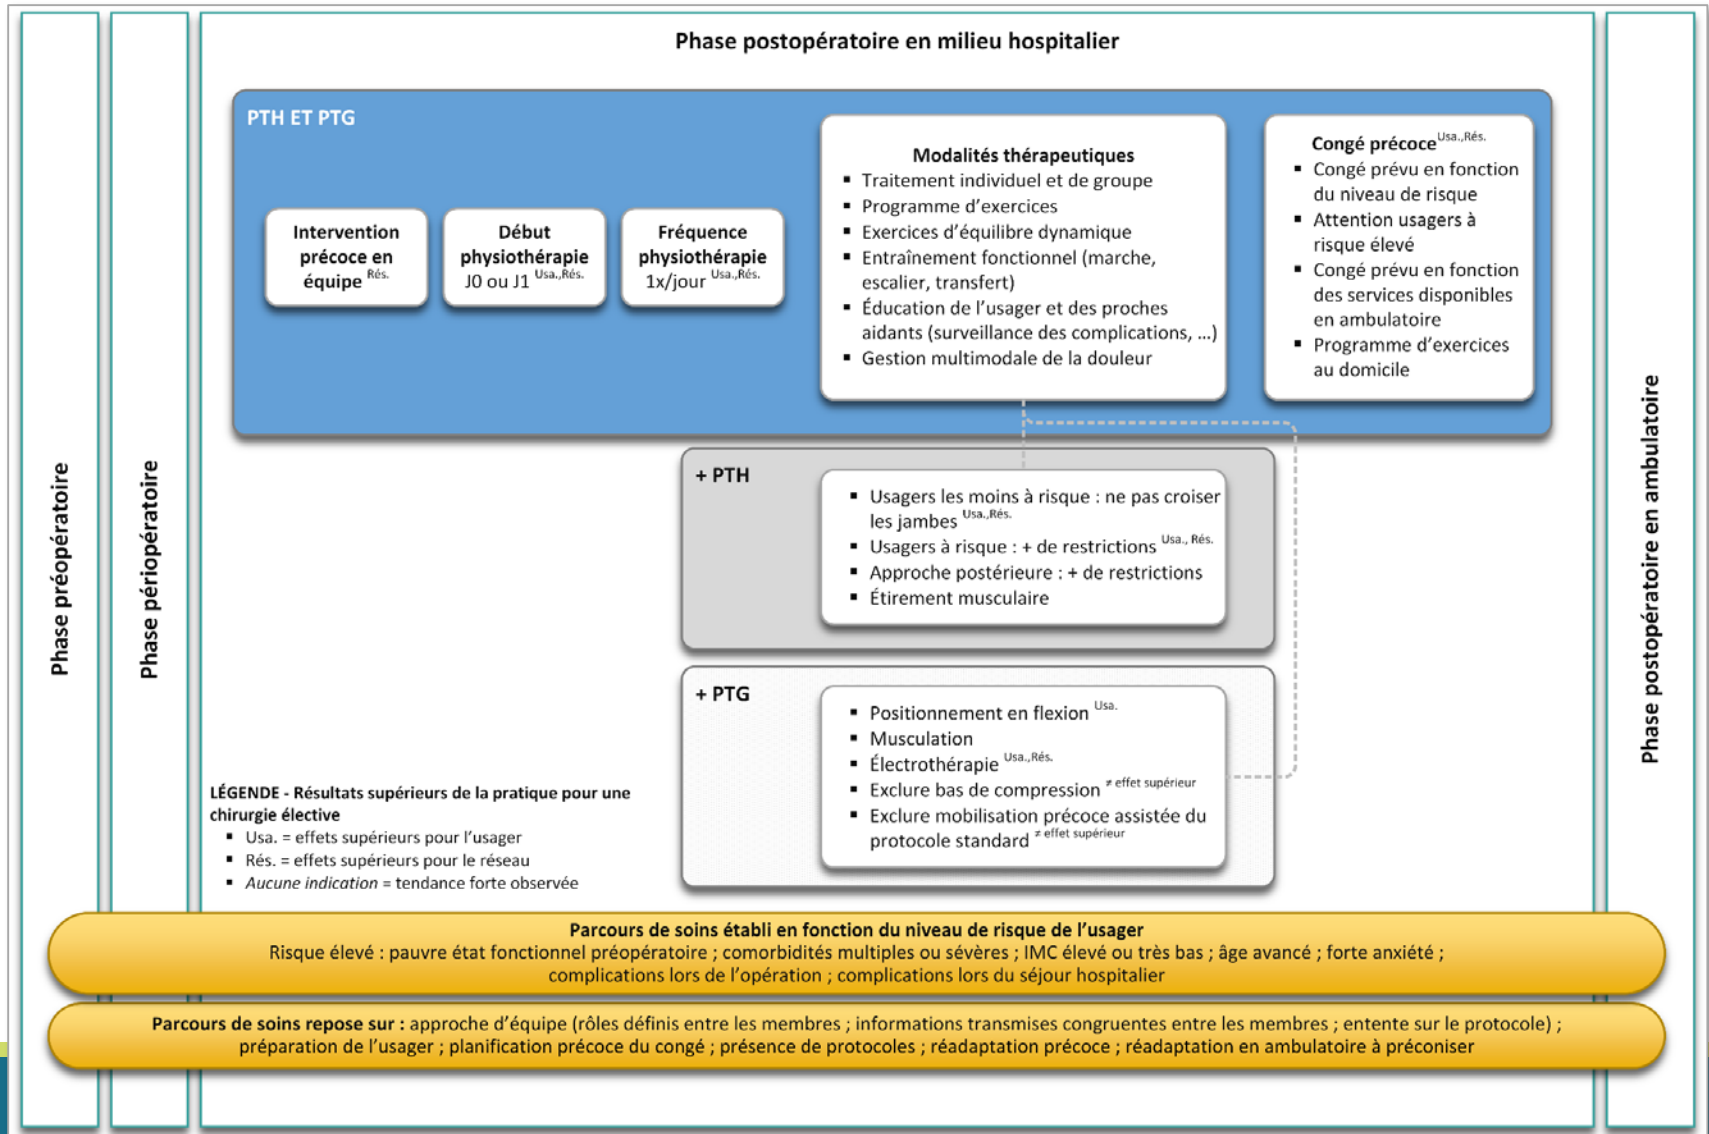 Phase préopératoire
Phase périopératoire
Phase postopératoire en milieu hospitalier
PTH ET PTG
Intervention
précoce en
équipe Rés.
Début
physiothérapie
J0 ou J1 Usa.,Rés.
Fréquence
physiothérapie
1x/jour Usa.,Rés.
Modalités thérapeutiques
▪ Traitement individuel et de groupe
▪ Programme d’exercices
▪ Exercices d’équilibre dynamique
▪ Entraînement fonctionnel (marche,
escalier, transfert)
▪ Éducation de l’usager et des proches
aidants (surveillance des complications, …)
▪ Gestion multimodale de la douleur
Congé précoce Usa.,Rés.
▪ Congé prévu en fonction
du niveau de risque
▪ Attention usagers à
risque élevé
▪ Congé prévu en fonction
des services disponibles
en ambulatoire
▪ Programme d’exercices
au domicile
+ PTH
▪ Usagers les moins à risque : ne pas croiser
les jambes Usa.,Rés.
▪ Usagers à risque : + de restrictions Usa., Rés.
▪ Approche postérieure : + de restrictions
▪ Étirement musculaire
+ PTG
▪ Positionnement en flexion Usa.
▪ Musculation
▪ Électrothérapie Usa.,Rés.
▪ Exclure bas de compression ≠ effet supérieur
▪ Exclure mobilisation précoce assistée du
protocole standard ≠ effet supérieur
LÉGENDE - Résultats supérieurs de la pratique pour une
chirurgie élective
▪ Usa. = effets supérieurs pour l’usager
▪ Rés. = effets supérieurs pour le réseau
▪ Aucune indication = tendance forte observée
Phase postopératoire en ambulatoire
Parcours de soins établi en fonction du niveau de risque de l’usager
Risque élevé : pauvre état fonctionnel préopératoire ; comorbidités multiples ou sévères ; IMC élevé ou très bas ; âge avancé ; forte anxiété ;
complications lors de l’opération ; complications lors du séjour hospitalier
Parcours de soins repose sur : approche d’équipe (rôles définis entre les membres ; informations transmises congruentes entre les membres ; entente sur le protocole) ;
préparation de l’usager ; planification précoce du congé ; présence de protocoles ; réadaptation précoce ; réadaptation en ambulatoire à préconiser